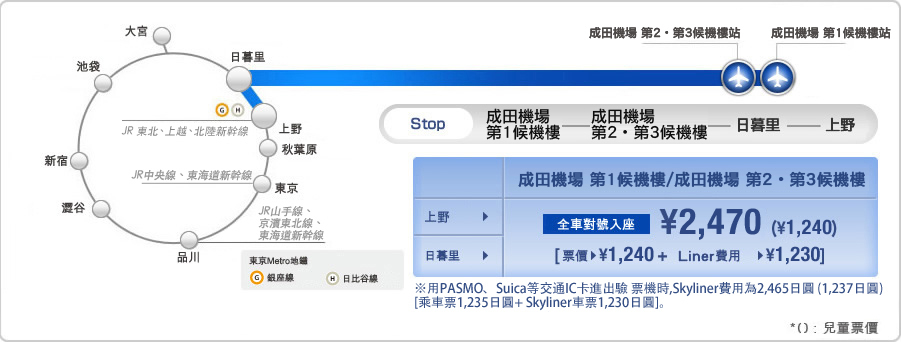 大宮
成田機場 第2・第3候機樓站
成田機場 第1候機樓站
日暮里
池袋
G H
JR 東北、上越、北陸新幹線
上野
秋葉原
新宿
JR中央線、東海道新幹線
東京
澀谷
JR山手線、
京濱東北線、
東海道新幹線
品川
東京Metro地鐵
G 銀座線
H 日比谷線
Stop
成田機場
第1候機樓
成田機場
第2・第3候機樓
日暮里
上野
成田機場 第1候機樓/成田機場 第2・第3候機樓
上野
全車對號入座 ¥2,470 (¥1,240)
日暮里
[票價 ¥1,240 + Liner費用 ¥1,230]
※用PASMO、Suica等交通IC卡進出驗 票機時,Skyliner費用為2,465日圓 (1,237日圓)
[乘車票1,235日圓+ Skyliner車票1,230日圓]。
*( ) : 兒童票價